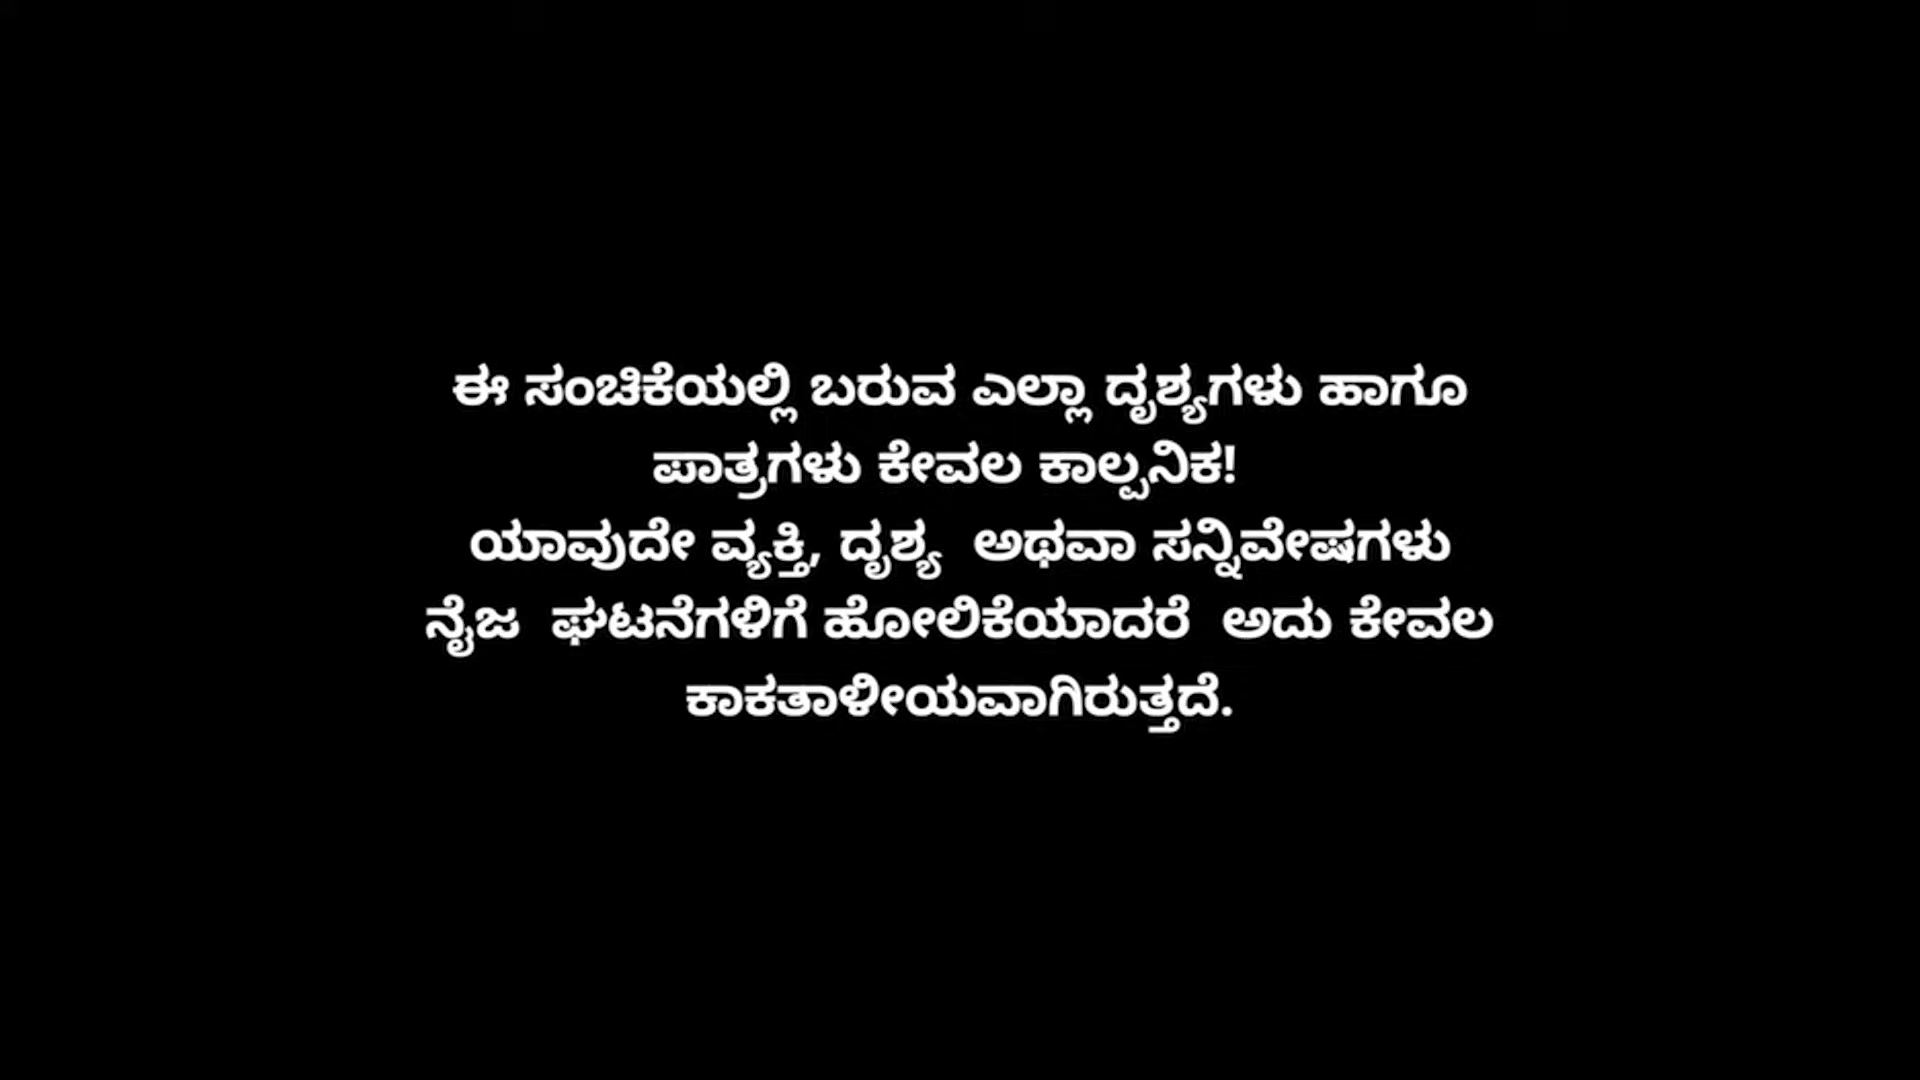 ಈ ಸಂಚಿಕೆಯಲ್ಲಿ ಬರುವ ಎಲ್ಲಾ ದೃಶ್ಯಗಳು ಹಾಗೂ
ಪಾತ್ರಗಳು ಕೇವಲ ಕಾಲ್ಪನಿಕ!
ಯಾವುದೇ ವ್ಯಕ್ತಿ, ದೃಶ್ಯ ಅಥವಾ ಸನ್ನಿವೇಷಗಳು
ನೈಜ ಘಟನೆಗಳಿಗೆ ಹೋಲಿಕೆಯಾದರೆ ಅದು ಕೇವಲ
ಕಾಕತಾಳೀಯವಾಗಿರುತ್ತದೆ.